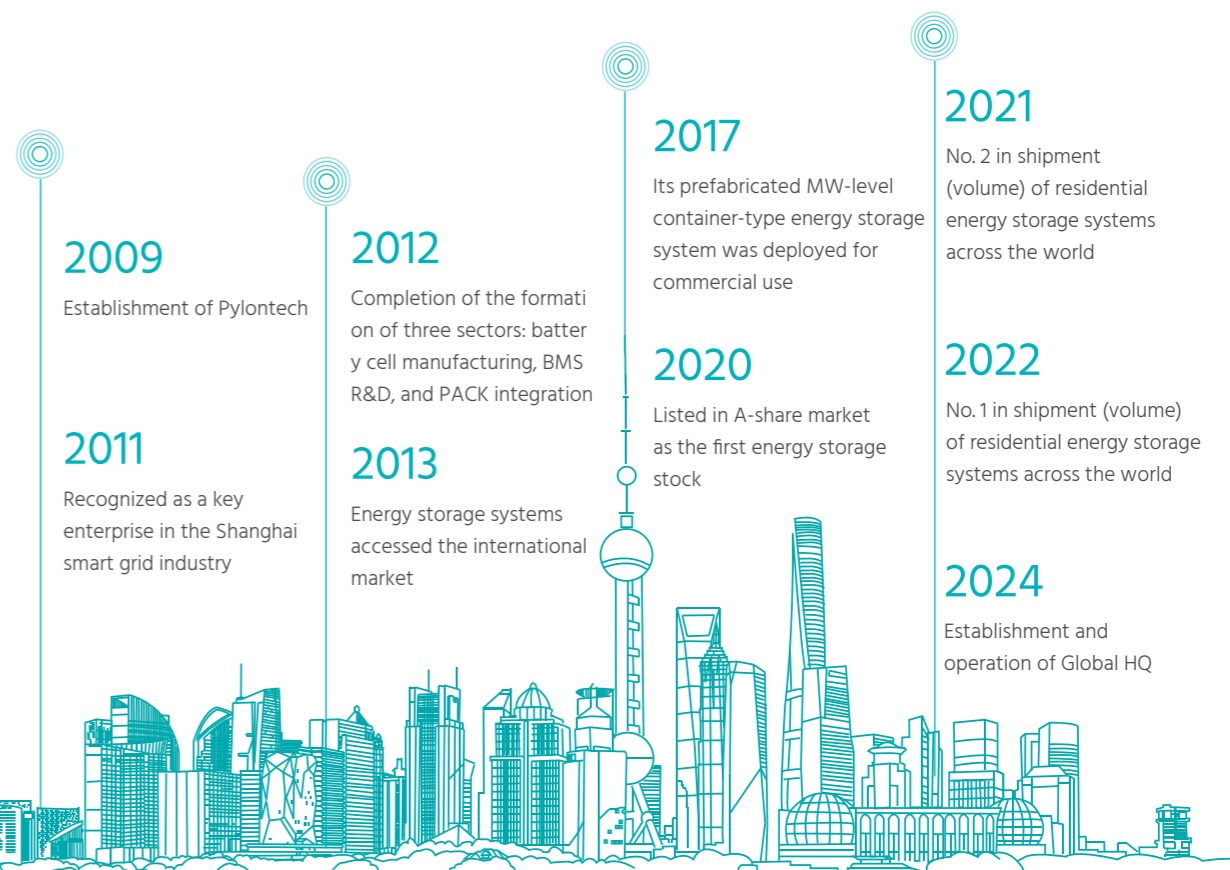 2009
Establishment of Pylontech
2011
Recognized as a key
enterprise in the Shanghai
smart grid industry
2012
Completion of the formati
on of three sectors: batter
y cell manufacturing, BMS
R&D, and PACK integration
2013
Energy storage systems
accessed the international
market
2017
Its prefabricated MW-level
container-type energy storage
system was deployed for
commercial use
2020
Listed in A-share market
as the first energy storage
stock
2021
No. 2 in shipment
(volume) of residential
energy storage systems
across the world
2022
No. 1 in shipment (volume)
of residential energy storage
systems across the world
2024
Establishment and
operation of Global HQ